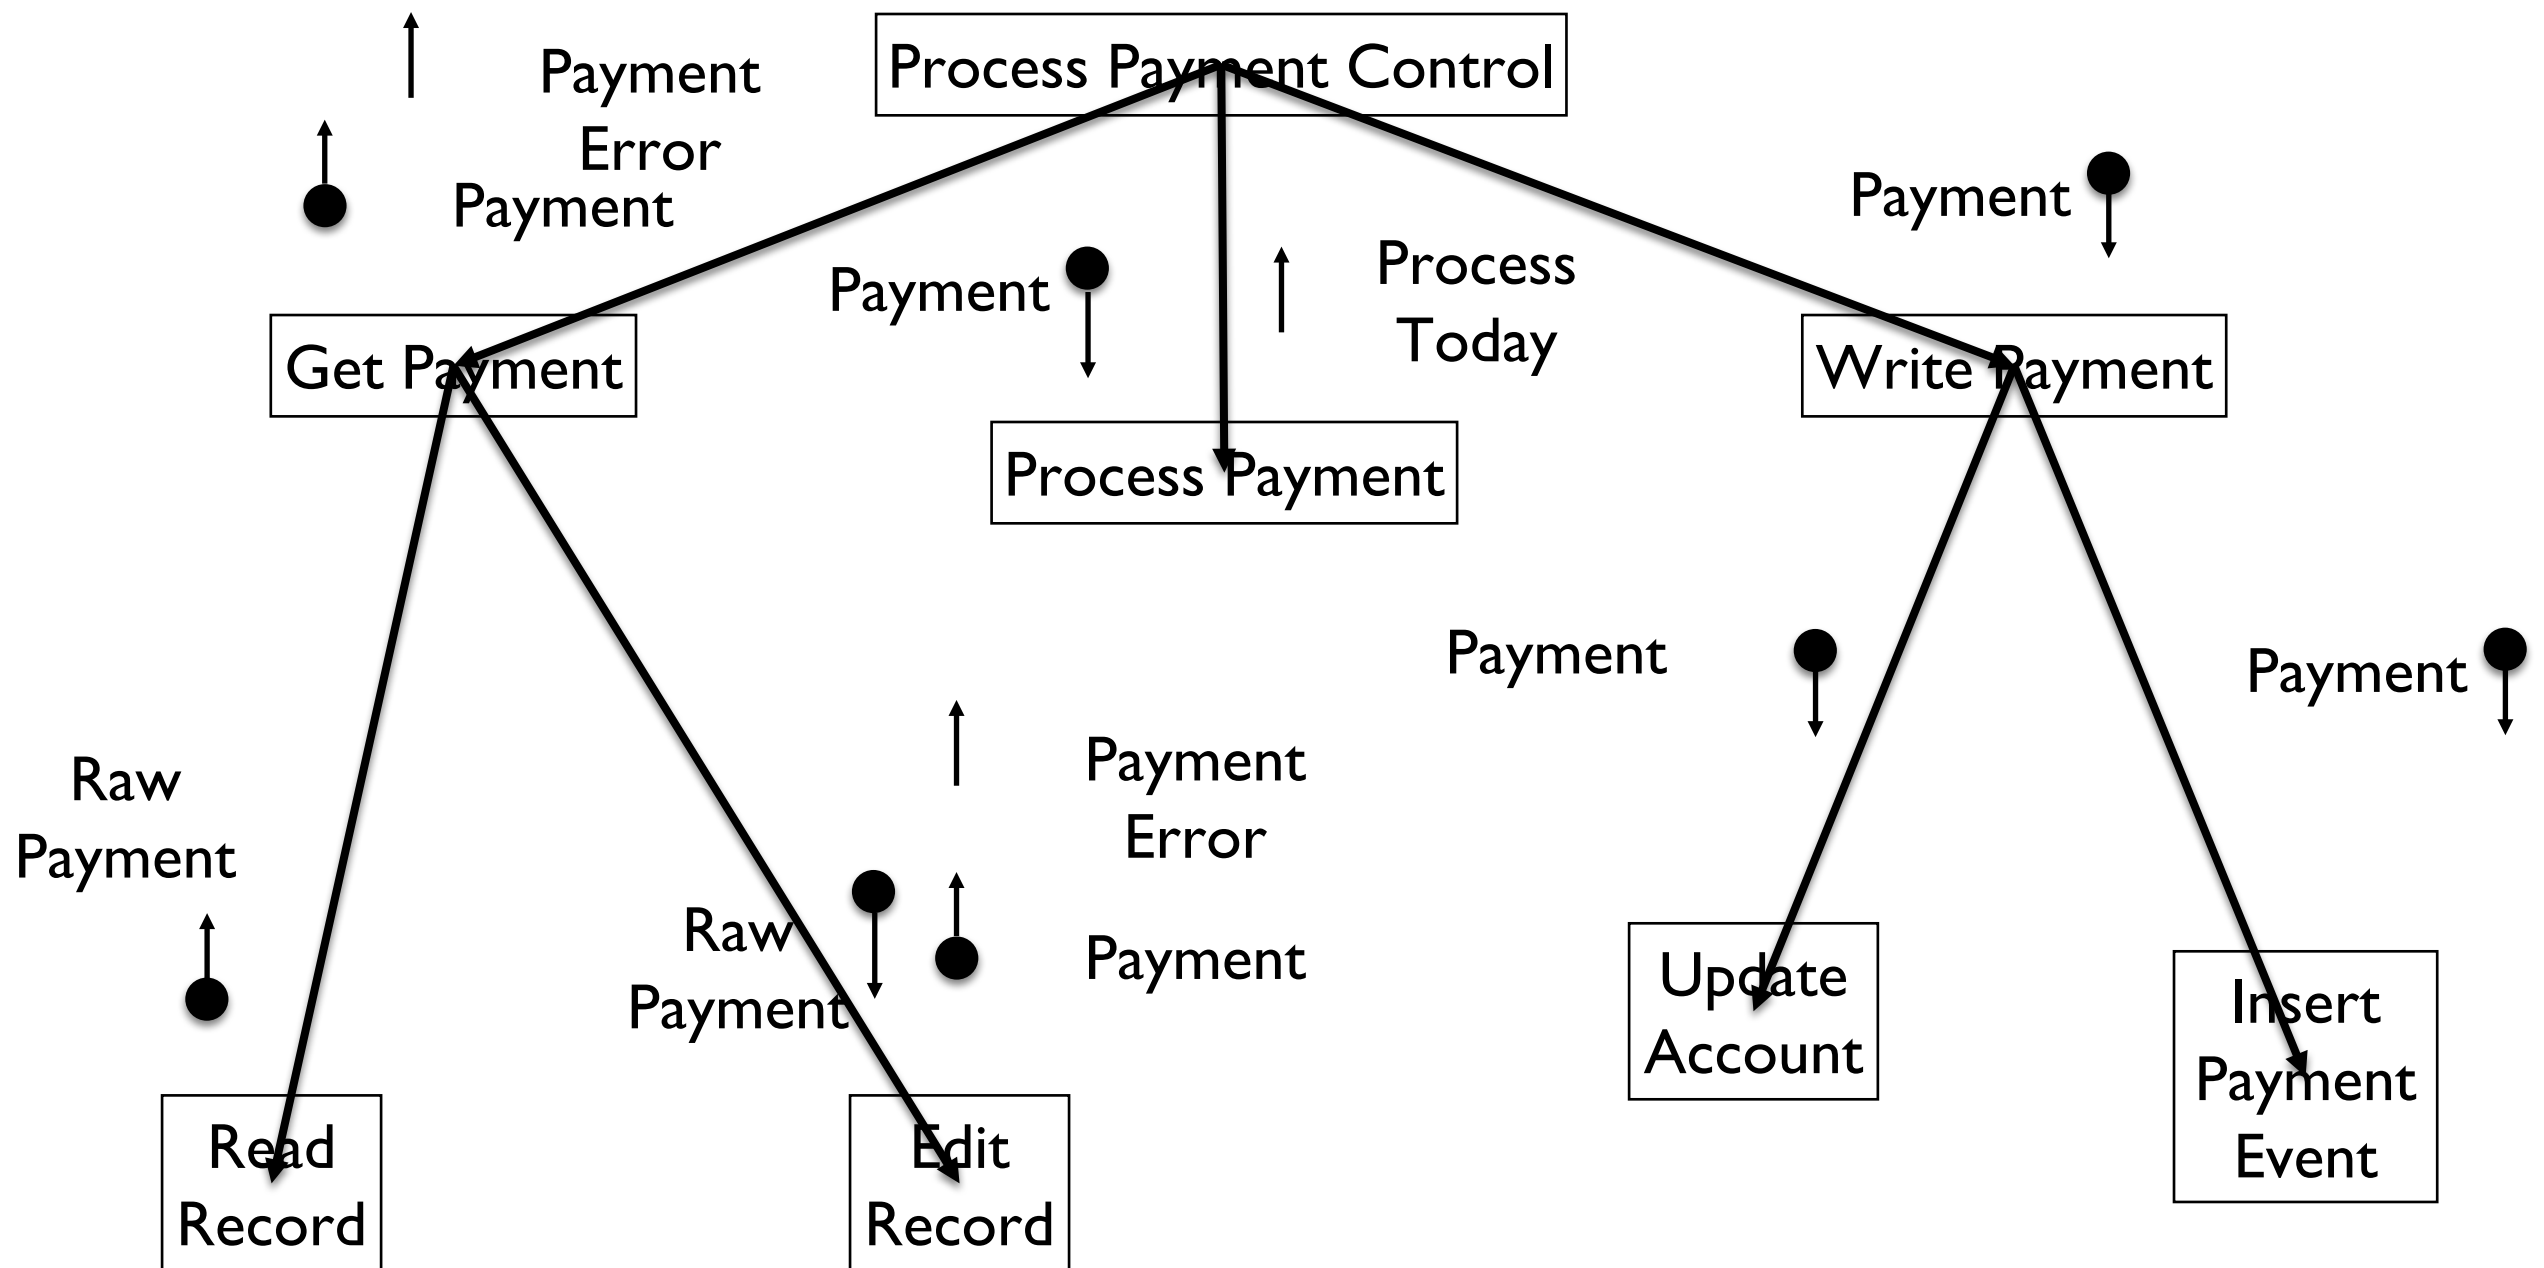 Process Payment Control
Payment
Error
Payment
Payment
Process
Today
Payment
Get Payment
Write Payment
Process Payment
Payment
Payment
Raw
Payment
Payment
Error
Raw
Payment
Payment
Update
Account
Insert
Payment
Event
Read
Record
Edit
Record